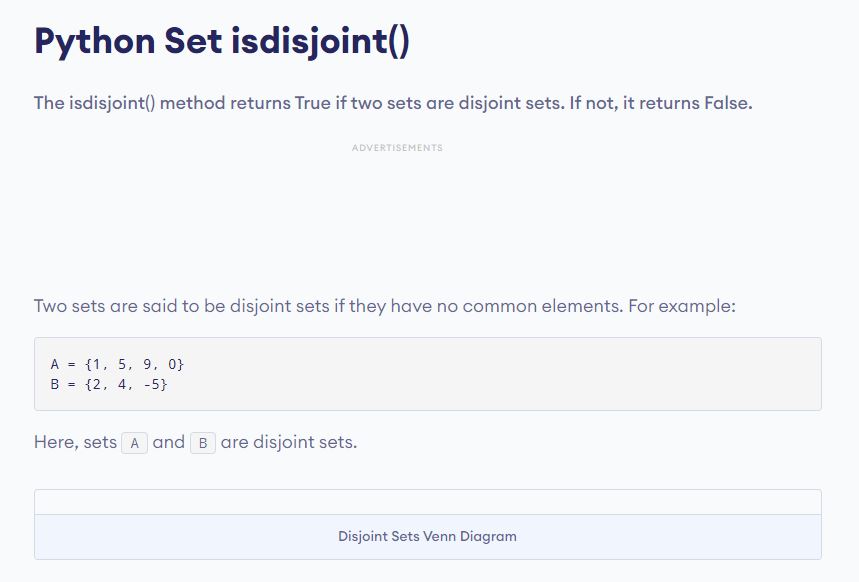 Python Set isdisjoint()
The isdisjoint() method returns True if two sets are disjoint sets. If not, it returns False.
ADVERTISEMENTS
Two sets are said to be disjoint sets if they have no common elements. For example:
A = {1, 5, 9, 0}
B = {2, 4, -5}
Here, sets A and B are disjoint sets.
Disjoint Sets Venn Diagram